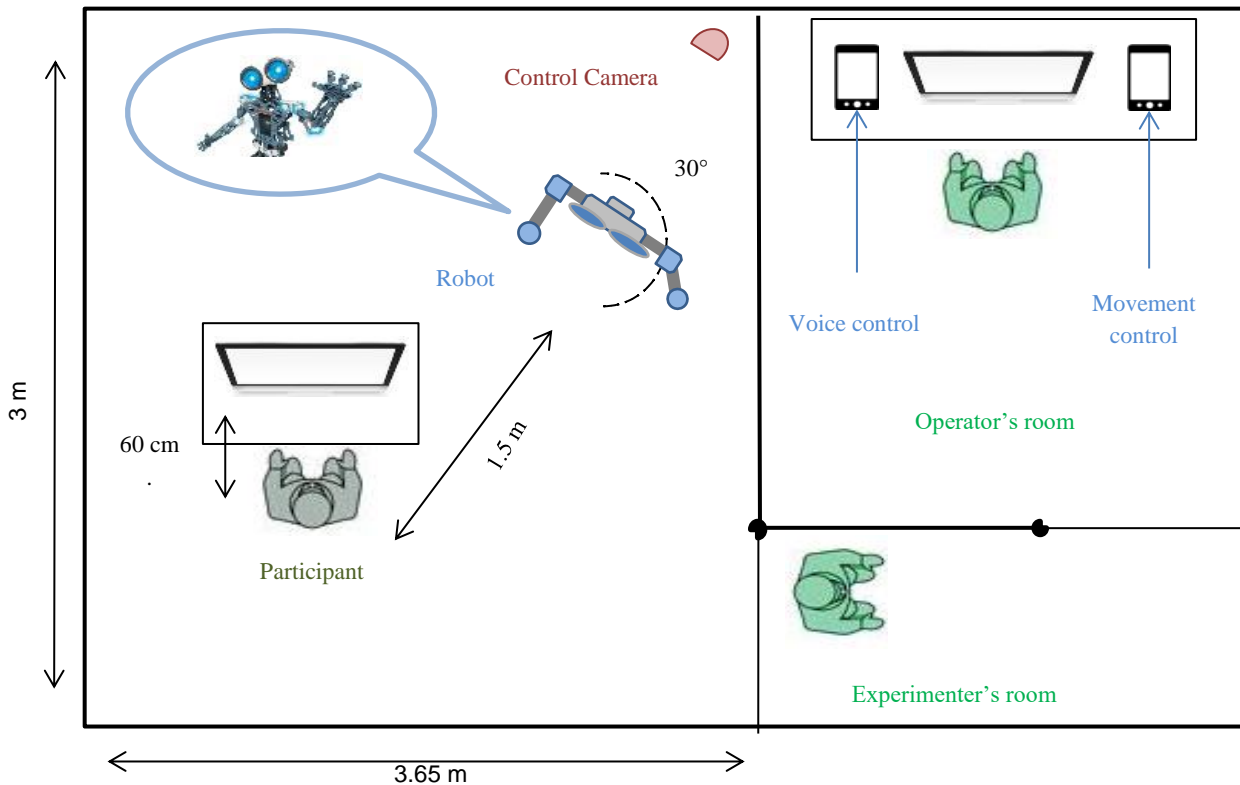 Control Camera
30°
Robot
Voice control
Movement
control
3 m
60 cm
.
1.5 m
Operator's room
Participant
Experimenter's room
3.65 m